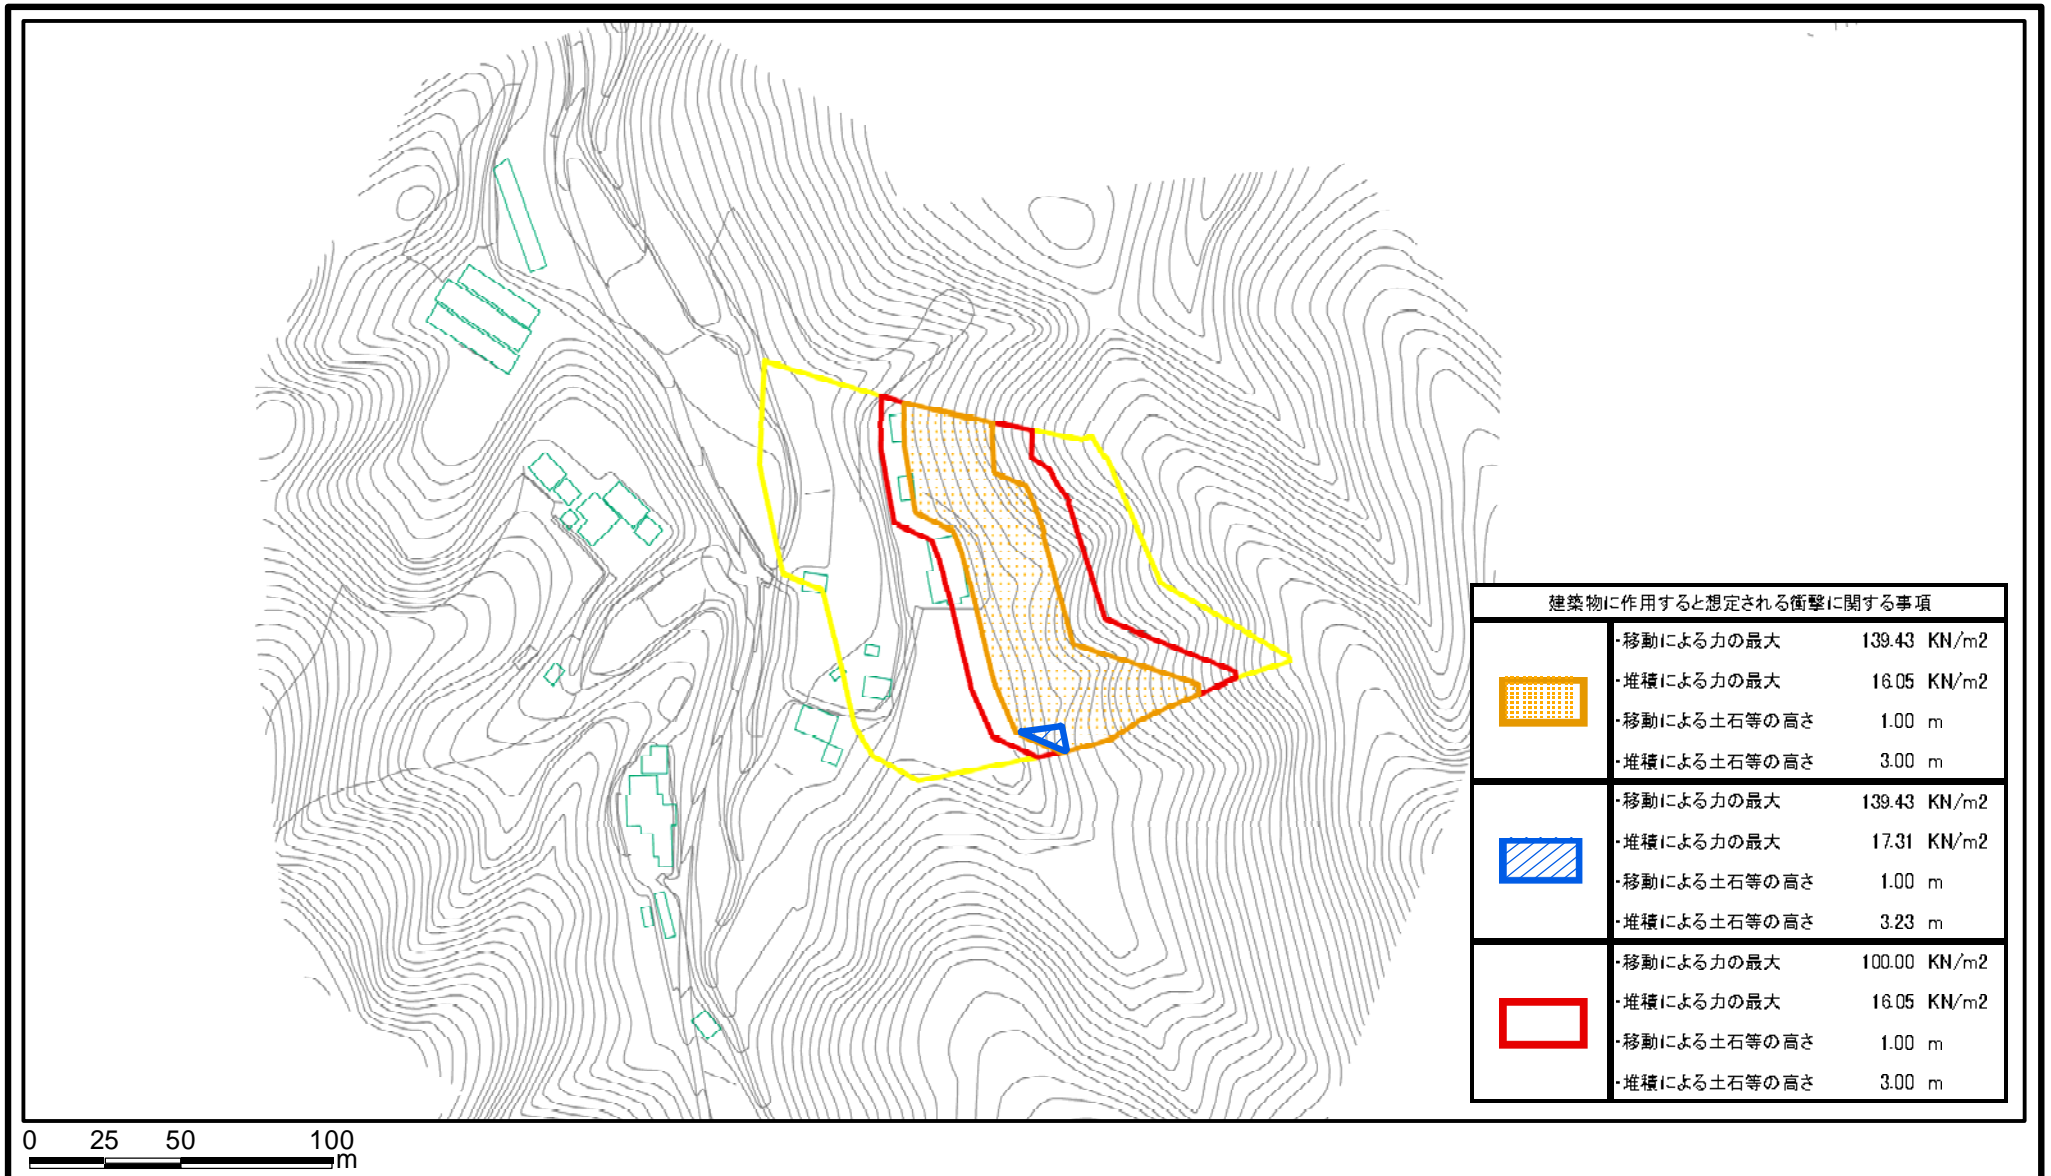 建築物に作用すると想定される衝撃に関する事項
・移動による力の最大 139.43 KN/m2
・堆積による力の最大 16.05 KN/m2
・移動による土石等の高さ 1.00 m
・堆積による土石等の高さ 3.00 m
・移動による力の最大 139.43 KN/m2
・堆積による力の最大 17.31 KN/m2
・移動による土石等の高さ 1.00 m
・堆積による土石等の高さ 3.23 m
・移動による力の最大 100.00 KN/m2
・堆積による力の最大 16.05 KN/m2
・移動による土石等の高さ 1.00 m
・堆積による土石等の高さ 3.00 m
0 25 50 100
m